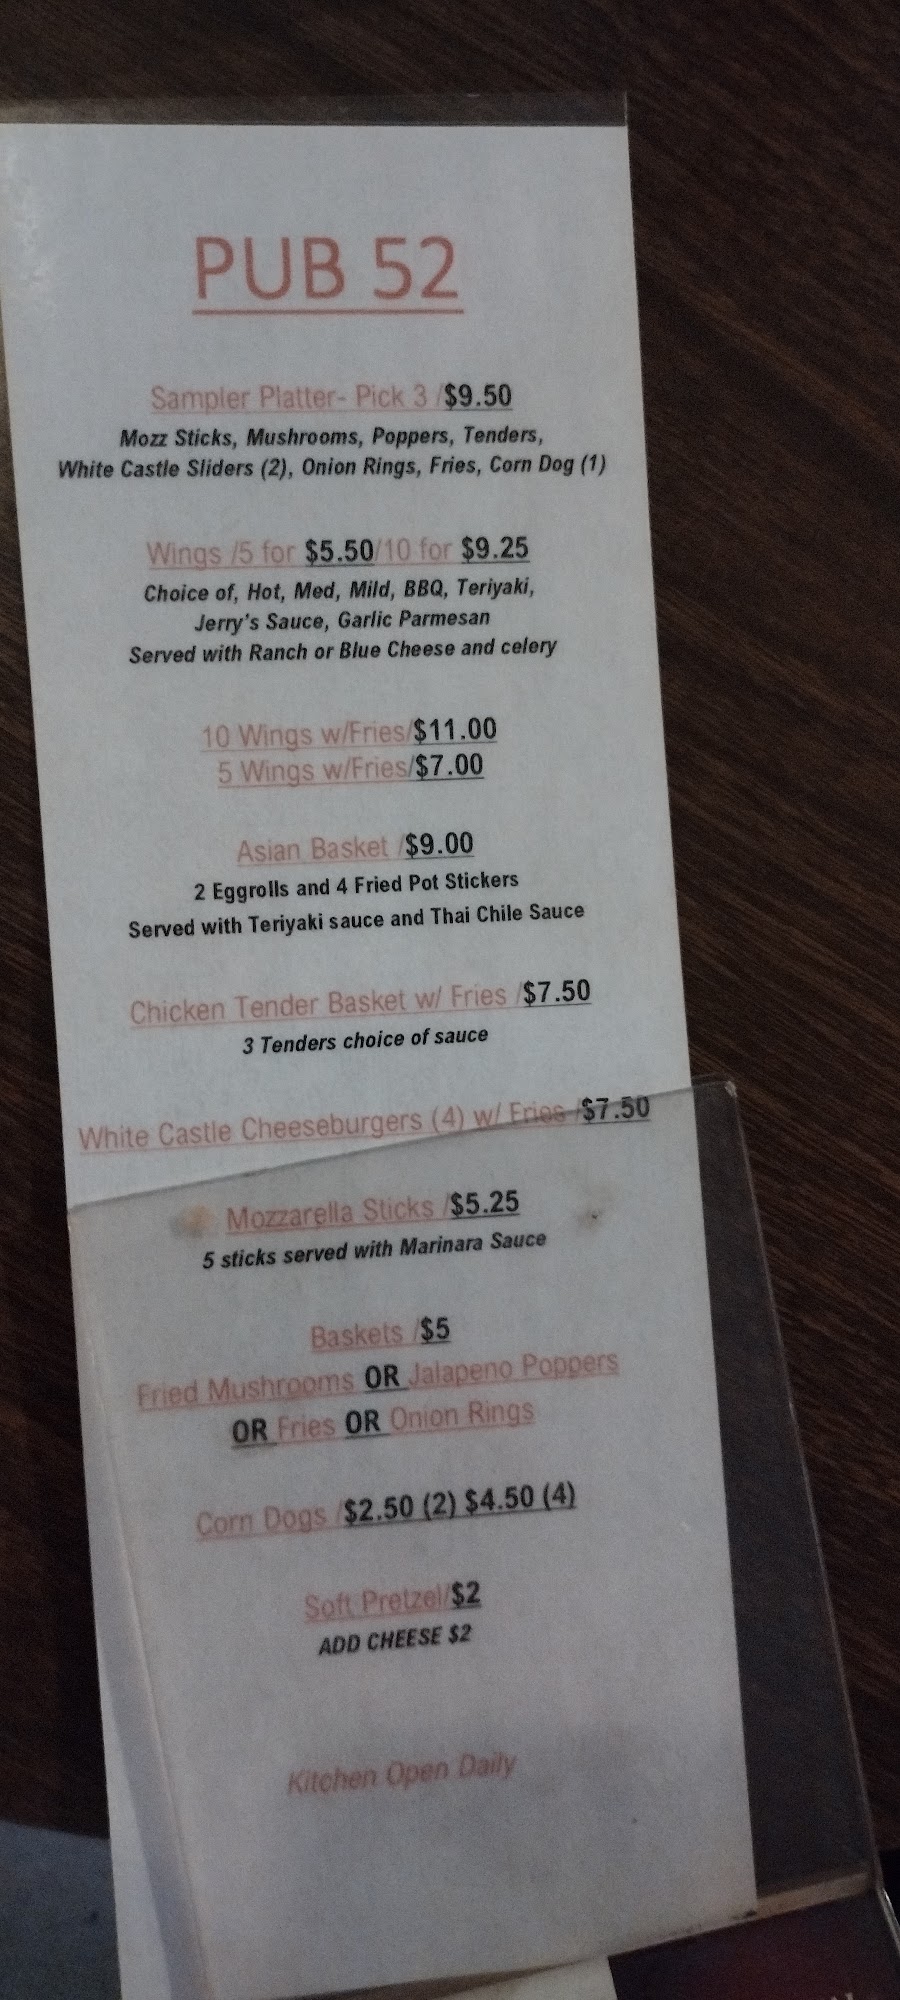 PUB 52
Sampler Platter- Pick 3 /$9.50
Mozz Sticks, Mushrooms, Poppers, Tenders,
White Castle Sliders (2), Onion Rings, Fries, Corn Dog (1)
Wings /5 for $5.50/10 for $9.25
Choice of, Hot, Med, Mild, BBQ, Teriyaki,
Jerry's Sauce, Garlic Parmesan
Served with Ranch or Blue Cheese and celery
10 Wings w/Fries/$11.00
5 Wings w/Fries/$7.00
Asian Basket /$9.00
2 Eggrolls and 4 Fried Pot Stickers
Served with Teriyaki sauce and Thai Chile Sauce
Chicken Tender Basket w/ Fries /$7.50
3 Tenders choice of sauce
White Castle Cheeseburgers (4) w/ Fries /$7.50
Mozzarella Sticks /$5.25
5 sticks served with Marinara Sauce
Baskets /$5
Fried Mushrooms OR Jalapeno Poppers
OR Fries OR Onion Rings
Corn Dogs /$2.50 (2) $4.50 (4)
Soft Pretzel/$2
ADD CHEESE $2
Kitchen Open Daily